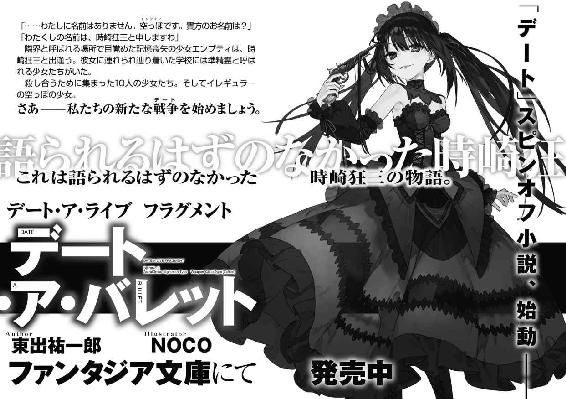 「……わたしに名前はありません。空っぽです。貴方のお名前は？」
「わたくしの名前は、時崎狂三と申しますわ」
隣界と呼ばれる場所で目覚めた記憶喪失の少女エンプティは、時
崎狂三と出逢う。彼女に連れられ辿り着いた学校には準精霊と呼ば
れる少女たちがいた。
殺し合うために集まった10人の少女たち。そしてイレギュラー
の空っぽの少女。
さあ――私たちの新たな戦争を始めましょう。
デート
語られるはずのなかった時崎狂
これは語られるはずのなかった 時崎狂三の物語。
「デート」スピンオフ小説、始動――
デート・ア・ライブ フラグメント
DATE
デート
A
BULLET
・ア・バレット
Author
東出祐一郎
Illustrator
NOCO
ファンタジア文庫にて 発売中